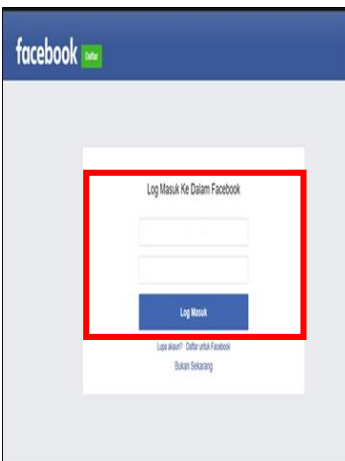 facebook Daftar
Log Masuk Ke Dalam Facebook
Log Masuk
Lupa akaun? Daftar untuk Facebook
Bukan Sekarang